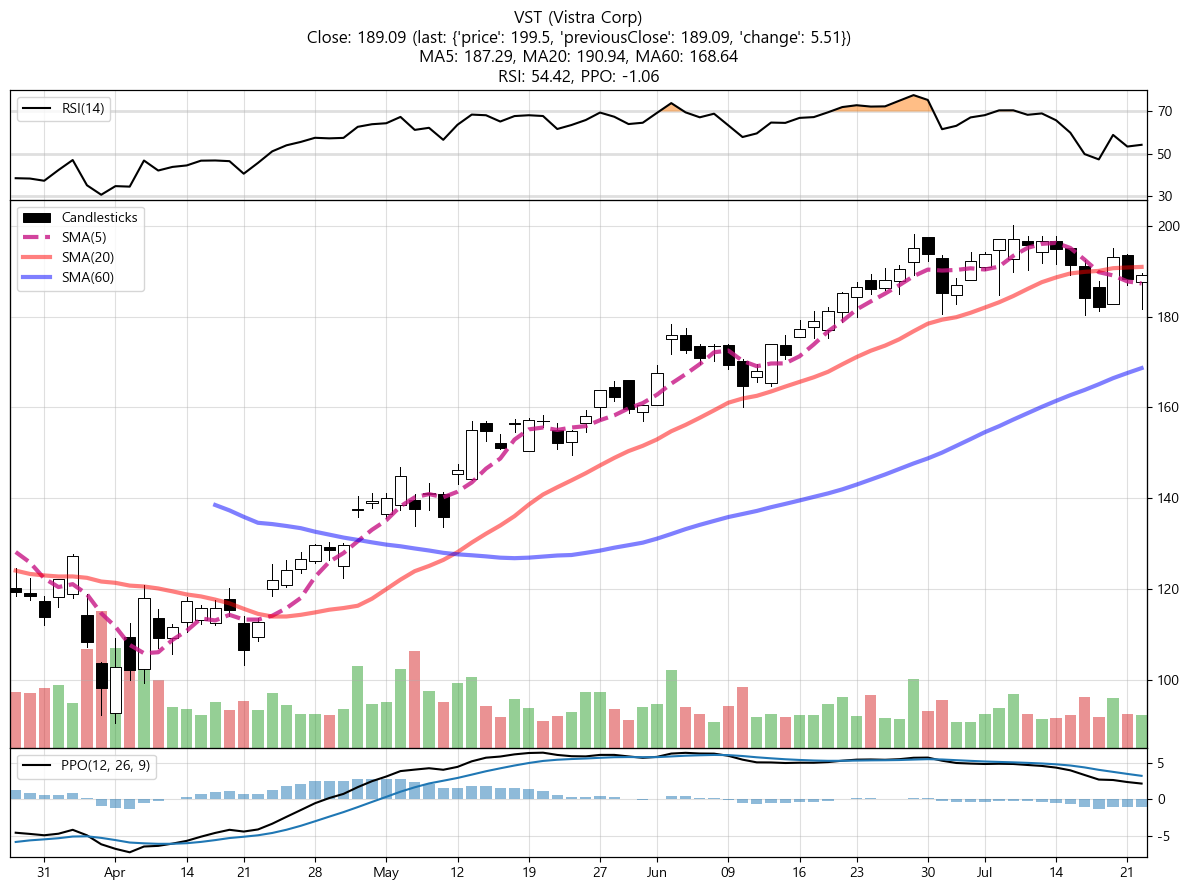 VST (Vistra Corp)
Close: 189.09 (last: {'price': 199.5, 'previousClose': 189.09, 'change': 5.51})
MA5: 187.29, MA20: 190.94, MA60: 168.64
RSI: 54.42, PPO: -1.06
RSI(14)
70
50
30
Candlesticks
SMA(5)
SMA(20)
SMA(60)
200
180
160
140
120
100
PPO(12, 26, 9)
5
0
-5
31 Apr 14 21 28 May 12 19 27 Jun 09 16 23 30 Jul 14 21